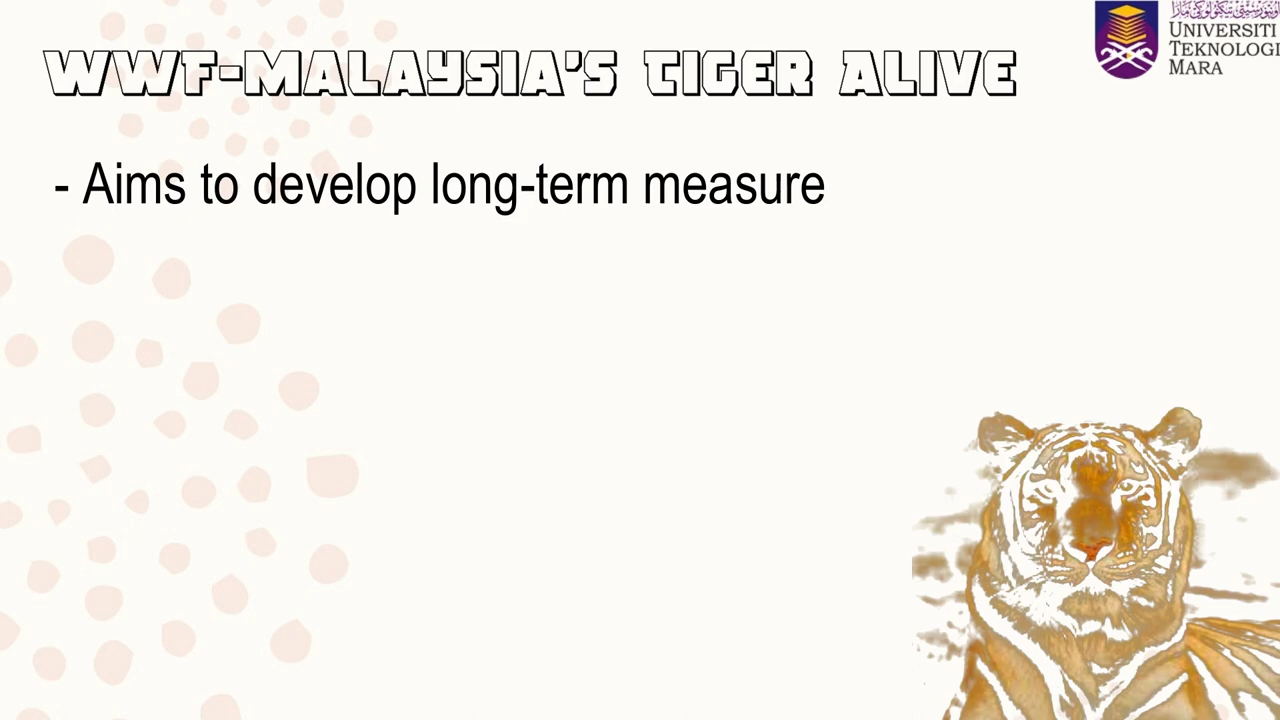 WWF-MALAYSIA'S TIGER ALIVE
UNIVERSITI
TEKNOLOGI
MARA
- Aims to develop long-term measure